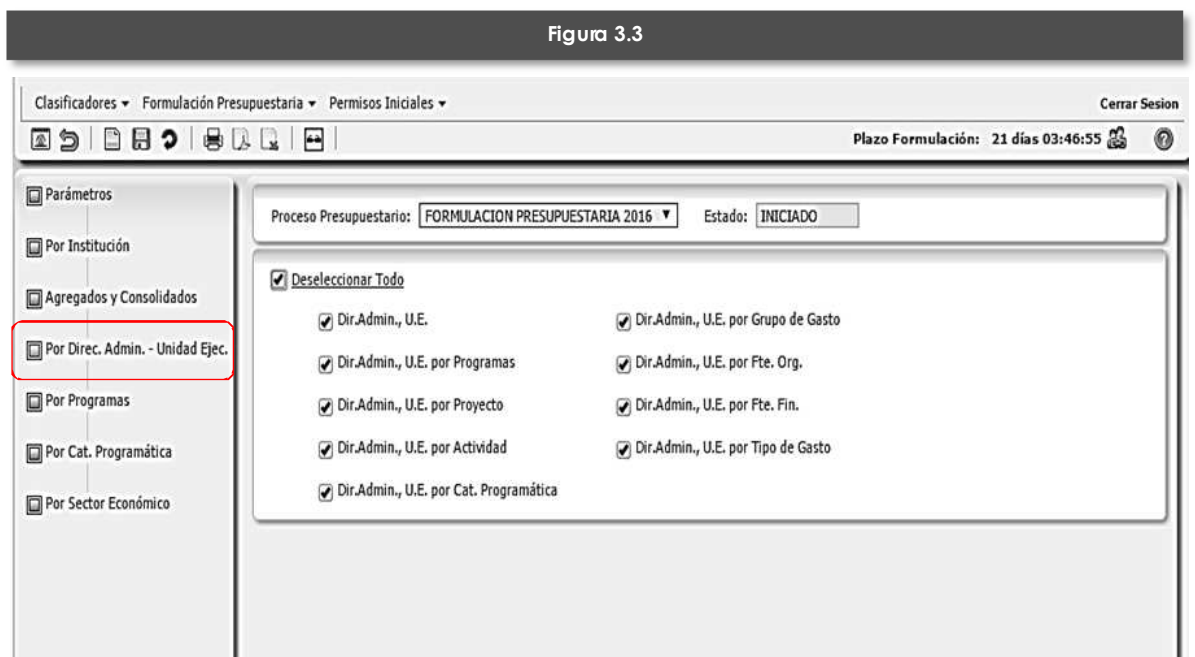 Figura 3.3
Clasificadores Formulación Presupuestaria Permisos Iniciales Cerrar Sesion
Plazo Formulación: 21 días 03:46:55
Parámetros
Por Institución
Agregados y Consolidados
Por Direc. Admin. - Unidad Ejec.
Por Programas
Por Cat. Programática
Por Sector Económico
Proceso Presupuestario: FORMULACION PRESUPUESTARIA 2016 Estado: INICIADO
Deseleccionar Todo
Dir.Admin., U.E. Dir.Admin., U.E. por Grupo de Gasto
Dir.Admin., U.E. por Programas Dir.Admin., U.E. por Fte. Org.
Dir.Admin., U.E. por Proyecto Dir.Admin., U.E. por Fte. Fin.
Dir.Admin., U.E. por Actividad Dir.Admin., U.E. por Tipo de Gasto
Dir.Admin., U.E. por Cat. Programática